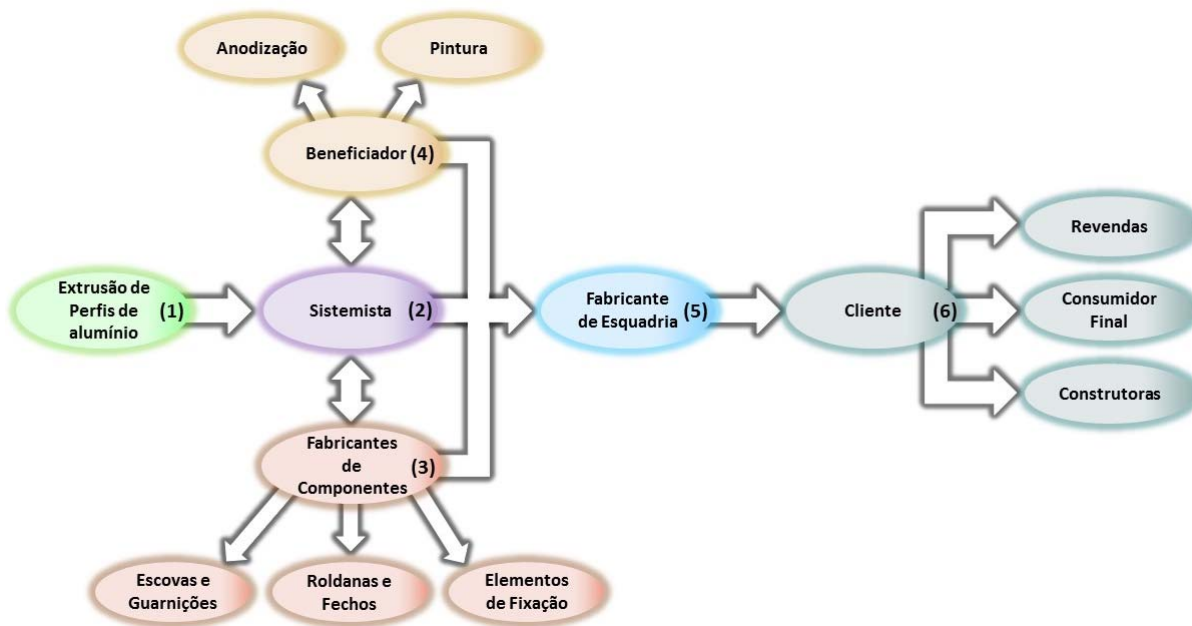 Anodização
Pintura
Beneficiador (4)
Extrusão de
Perfis de
alumínio
(1)
Sistemista (2)
Fabricante
de Esquadria
(5)
Cliente (6)
Revendas
Consumidor
Final
Construtoras
Fabricantes
de
Componentes
(3)
Escovas e
Guarnições
Roldanas e
Fechos
Elementos
de Fixação